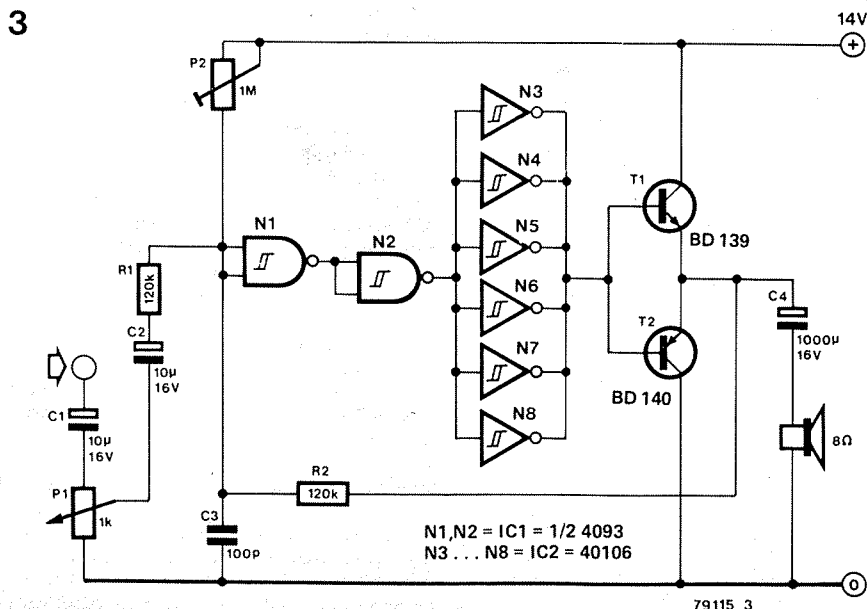 3
14V
+
P2
1M
N3
N4
T1
N1
N5
BD 139
N2
R1
120k
N6
C4
C2
T2
1000µ
16V
10µ
16V
N7
BD 140
C1
10µ
16V
N8
8Ω
R2
120k
P1
1k
C3
100p
N1,N2 = IC1 = 1/2 4093
N3 . . . N8 = IC2 = 40106
0
79115 3